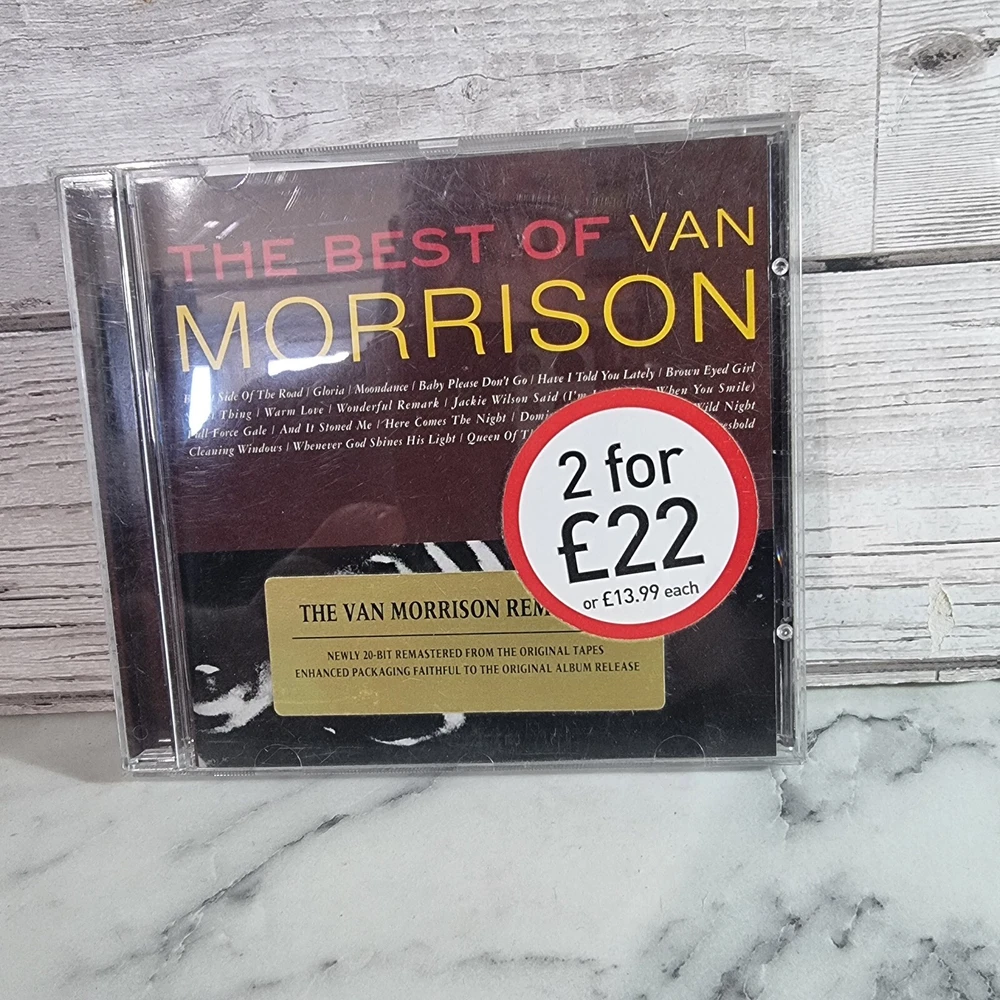 THE BEST OF VAN
MORRISON
Side Of The Road | Gloria | Moondance | Baby Please Don't Go | Have I Told You Lately | Brown Eyed Girl
Thing | Warm Love | Wonderful Remark | Jackie Wilson Said (I'm When You Smile)
Full Force Gale | And It Stoned Me | Here Comes The Night | Domi Wild Night
Cleaning Windows | Whenever God Shines His Light | Queen Of T eshold
2 for
£22
or £13.99 each
THE VAN MORRISON REM
NEWLY 20-BIT REMASTERED FROM THE ORIGINAL TAPES
ENHANCED PACKAGING FAITHFUL TO THE ORIGINAL ALBUM RELEASE